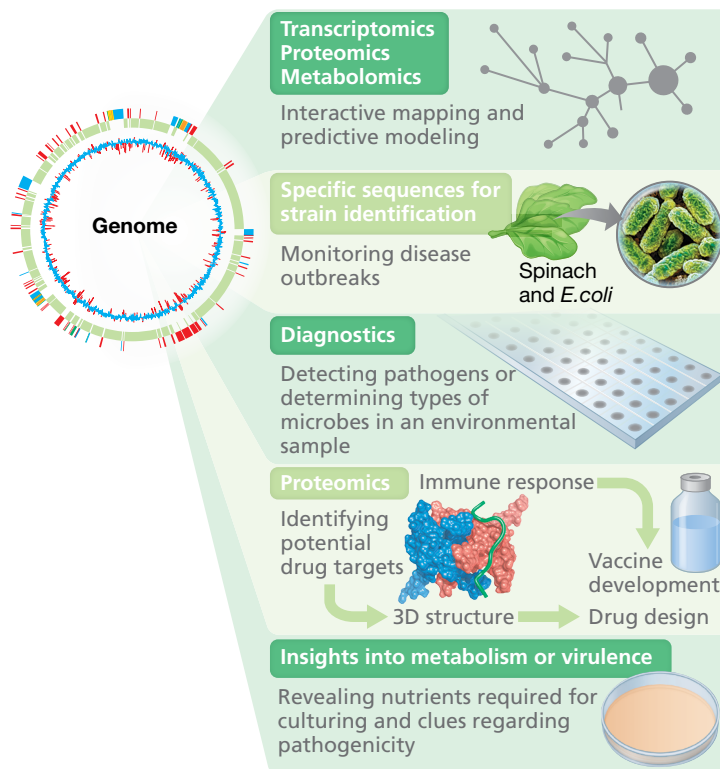 Genome
Transcriptomics
Proteomics
Metabolomics
Interactive mapping and
predictive modeling
Specific sequences for
strain identification
Monitoring disease
outbreaks
Spinach
and E.coli
Diagnostics
Detecting pathogens or
determining types of
microbes in an environmental
sample
Proteomics
Immune response
Identifying
potential
drug targets
Vaccine
development
3D structure
Drug design
Insights into metabolism or virulence
Revealing nutrients required for
culturing and clues regarding
pathogenicity